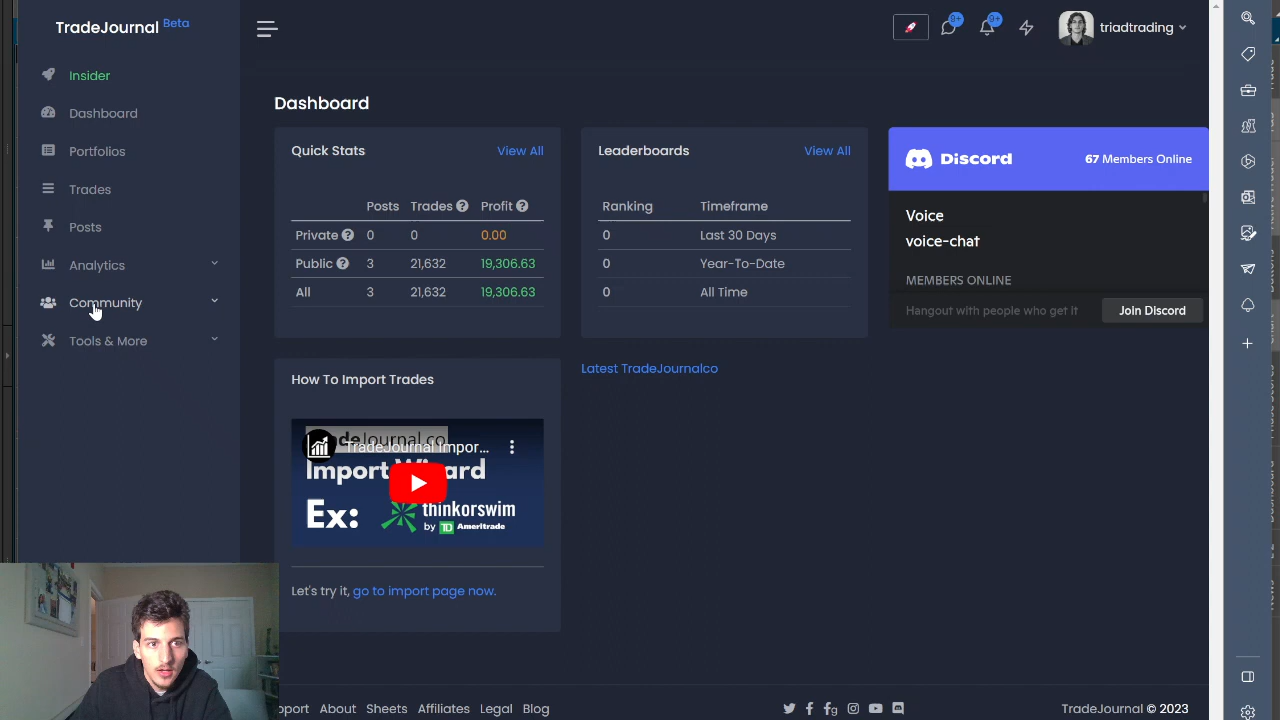 TradeJournal Beta
Insider
Dashboard
Portfolios
Trades
Posts
Analytics
Community
Tools & More
9+
9+
triadtrading
Dashboard
Quick Stats View All
Posts Trades Profit
Private 0 0 0.00
Public 3 21,632 19,306.63
All 3 21,632 19,306.63
Leaderboards View All
Ranking Timeframe
0 Last 30 Days
0 Year-To-Date
0 All Time
Discord 67 Members Online
Voice
voice-chat
MEMBERS ONLINE
Hangout with people who get it Join Discord
How To Import Trades
TradeJournal Impor...
Ex: thinkorswim
by TD Ameritrade
Let's try it, go to import page now.
Latest TradeJournalco
About Sheets Affiliates Legal Blog
TradeJournal © 2023